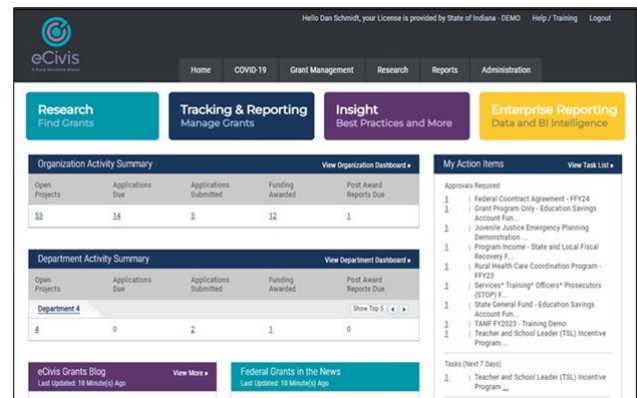 Hello Dan Schmidt, your License is provided by State of Indiana - DEMO Help / Training Logout
eCivis
Home COVID-19 Grant Management Research Reports Administration
Research
Find Grants
Tracking & Reporting
Manage Grants
Insight
Best Practices and More
Enterprise Reporting
Data and BI Intelligence
Organization Activity Summary View Organization Dashboard »
Open Projects
Applications Due
Applications Submitted
Funding Awarded
Post Award Reports Due
53 14 5 12 1
Department Activity Summary View Department Dashboard »
Open Projects
Applications Due
Applications Submitted
Funding Awarded
Post Award Reports Due
Department 4 Show Top 5
4 0 2 1 0
eCivis Grants Blog View More »
Last Updated: 18 Minute(s) Ago
Federal Grants in the News
Last Updated: 18 Minute(s) Ago
My Action Items View Task List »
Approvals Required
1 | Federal Coontract Agreement - FFY24
1 | Grant Program Only - Education Savings
Account Fun...
1 | Juvenile Justice Emergency Planning
Demonstration ...
1 | Program Income - State and Local Fiscal
Recovery F...
1 | Rural Health Care Coordination Program -
FFY23
1 | Services* Training* Officers* Prosecutors
(STOP) F...
1 | State General Fund - Education Savings
Account Fun...
1 | TANF FY2023 - Training Demo
1 | Teacher and School Leader (TSL) Incentive
Program ...
Tasks (Next 7 Days)
1 | Teacher and School Leader (TSL) Incentive
Program ...